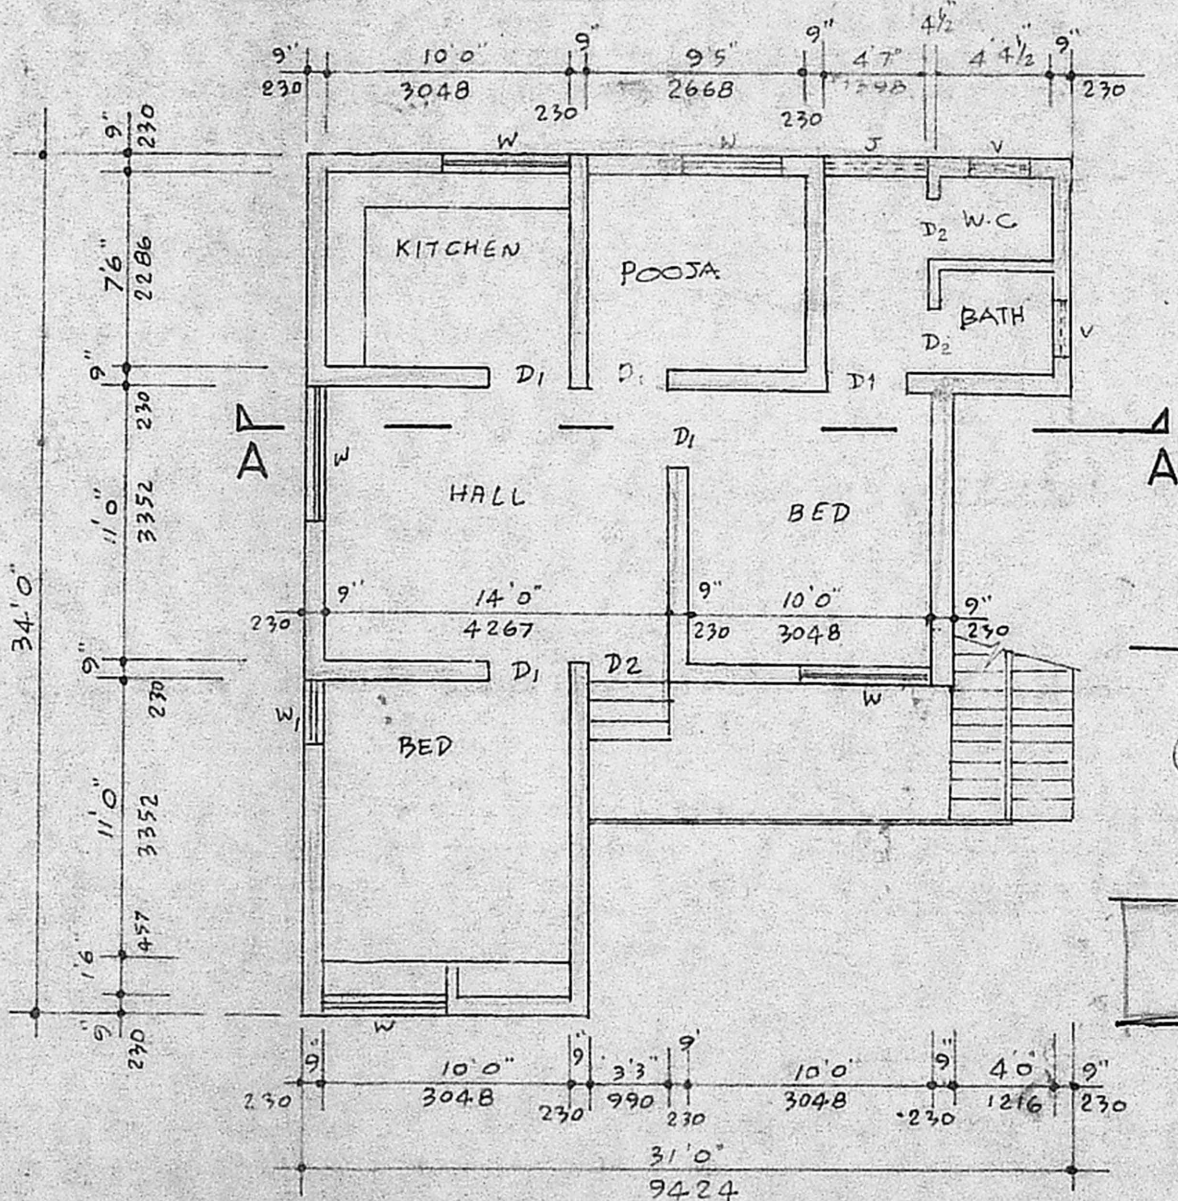 9" 10'0" 9" 9'5" 9" 4'7" 4½" 4'4½" 9"
230 3048 230 2668 230 230
W W J V
9" 230
7'6" 2286
9" 230
11'0" 3352
9" 230
11'0" 3352
1'6" 457
9" 230
34'0"
KITCHEN
POOJA
D2 W.C
BATH
D2
V
D1 D1 D1
A A
W
D1
HALL
BED
9" 14'0" 9" 10'0" 9"
230 4267 230 3048 230
D1 D2
W1
W
BED
W
9" 10'0" 9" 3'3" 9' 10'0" 9" 4'0" 9"
230 3048 230 990 230 3048 230 1216 230
31'0"
9424